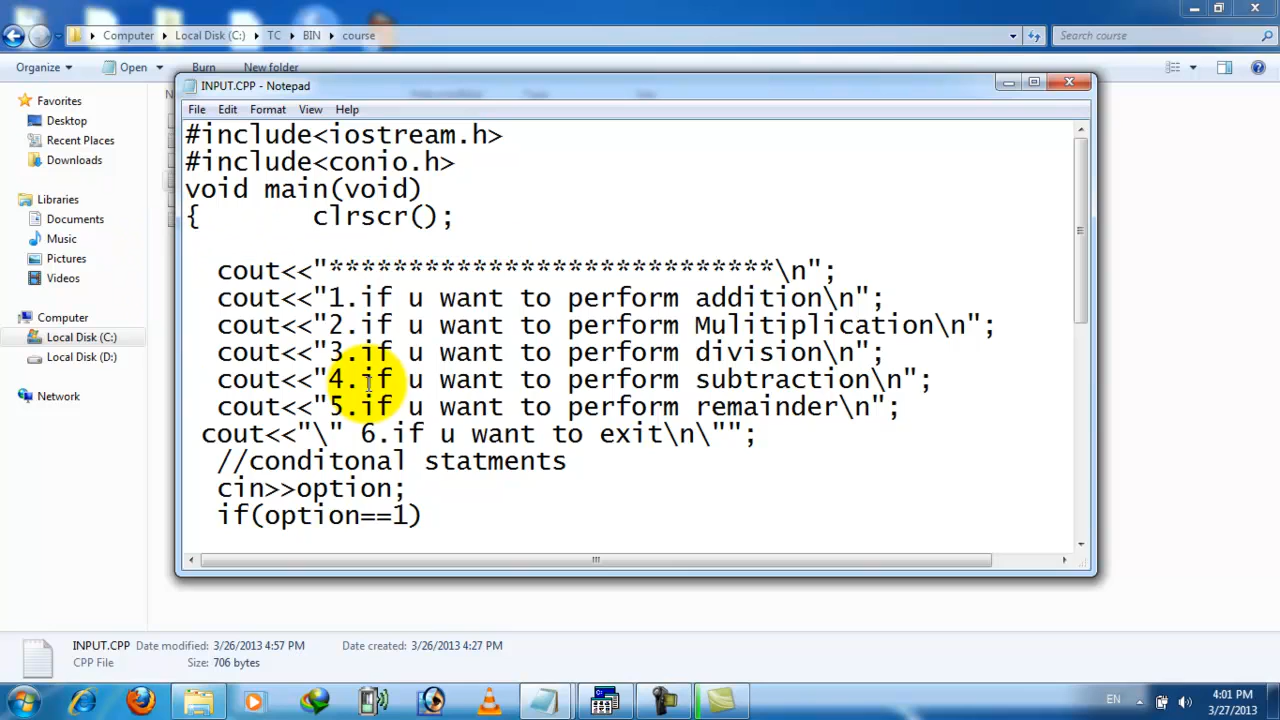 Computer Local Disk (C:) TC BIN course
Search course
Organize Open Burn New folder
Favorites
Desktop
Recent Places
Downloads
Libraries
Documents
Music
Pictures
Videos
Computer
Local Disk (C:)
Local Disk (D:)
Network
INPUT.CPP - Notepad
File Edit Format View Help
#include<iostream.h>
#include<conio.h>
void main(void)
{ clrscr();
cout<<"****************************\n";
cout<<"1.if u want to perform addition\n";
cout<<"2.if u want to perform Mulitiplication\n";
cout<<"3.if u want to perform division\n";
cout<<"4.if u want to perform subtraction\n";
cout<<"5.if u want to perform remainder\n";
cout<<"\" 6.if u want to exit\n\"";
//conditonal statments
cin>>option;
if(option==1)
INPUT.CPP Date modified: 3/26/2013 4:57 PM Date created: 3/26/2013 4:27 PM
CPP File Size: 706 bytes
EN
4:01 PM
3/27/2013